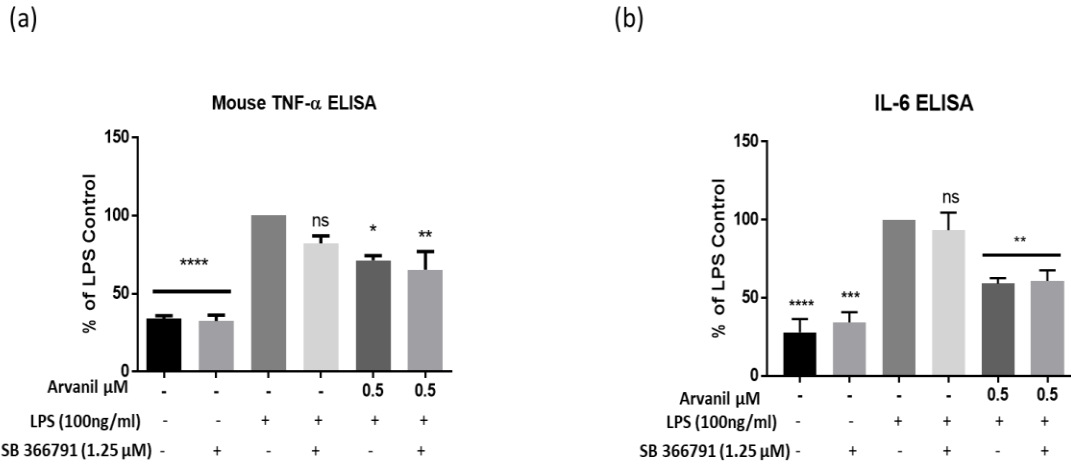 (a)
Mouse TNF-α ELISA
% of LPS Control
150
100
50
0
****
ns
*
**
Arvanil µM - - - - 0.5 0.5
LPS (100ng/ml) - - + + + +
SB 366791 (1.25 µM) - + - + - +
(b)
IL-6 ELISA
% of LPS Control
150
100
50
0
****
***
ns
**
Arvanil µM - - - - 0.5 0.5
LPS (100ng/ml) - - + + + +
SB 366791 (1.25 µM) - + - + - +